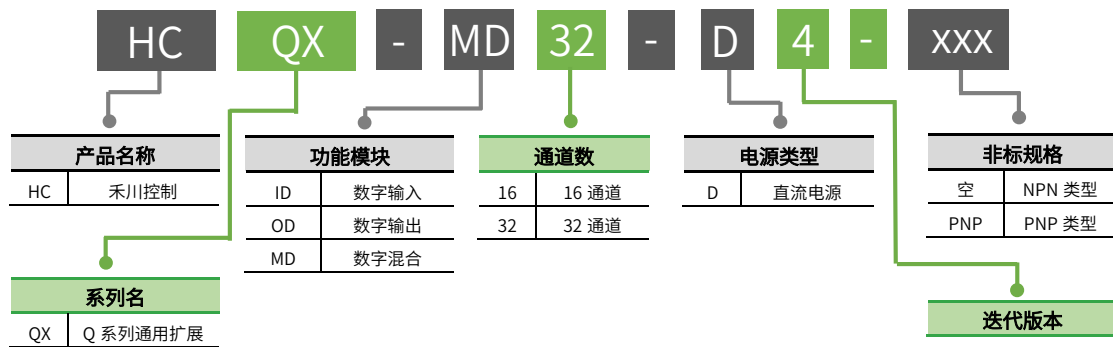 HC QX - MD 32 - D 4 - XXX
产品名称
HC 禾川控制
功能模块
ID 数字输入
OD 数字输出
MD 数字混合
通道数
16 16 通道
32 32 通道
电源类型
D 直流电源
非标规格
空 NPN 类型
PNP PNP 类型
系列名
QX Q 系列通用扩展
迭代版本